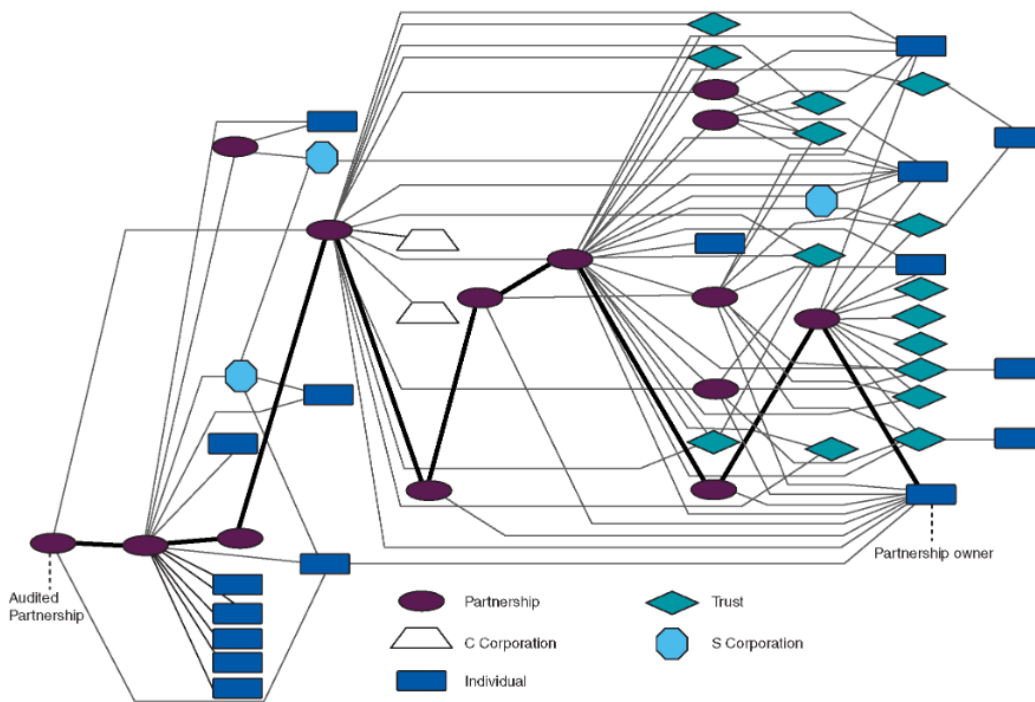 Audited
Partnership
Partnership owner
Partnership
Trust
C Corporation
S Corporation
Individual